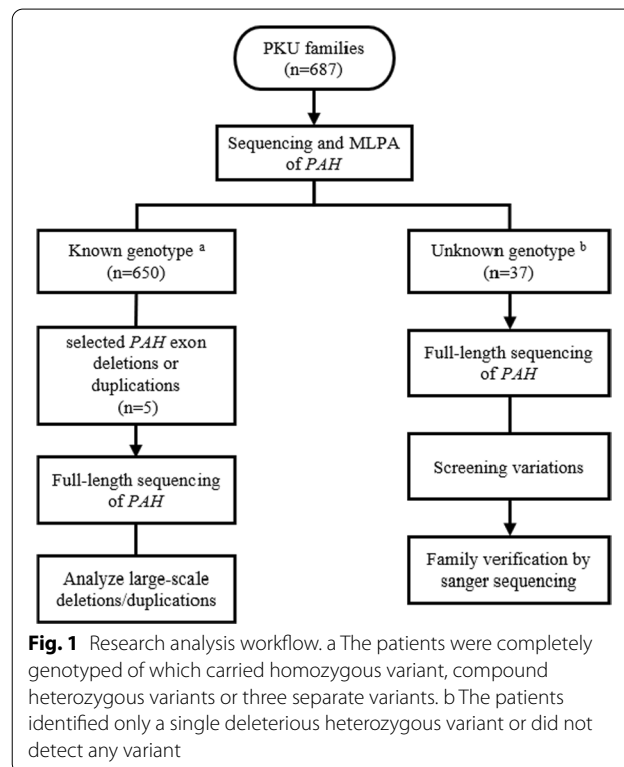 PKU families
(n=687)
Sequencing and MLPA
of PAH
Known genotype a
(n=650)
selected PAH exon
deletions or
duplications
(n=5)
Full-length sequencing
of PAH
Analyze large-scale
deletions/duplications
Unknown genotype b
(n=37)
Full-length sequencing
of PAH
Screening variations
Family verification by
sanger sequencing
Fig. 1 Research analysis workflow. a The patients were completely
genotyped of which carried homozygous variant, compound
heterozygous variants or three separate variants. b The patients
identified only a single deleterious heterozygous variant or did not
detect any variant